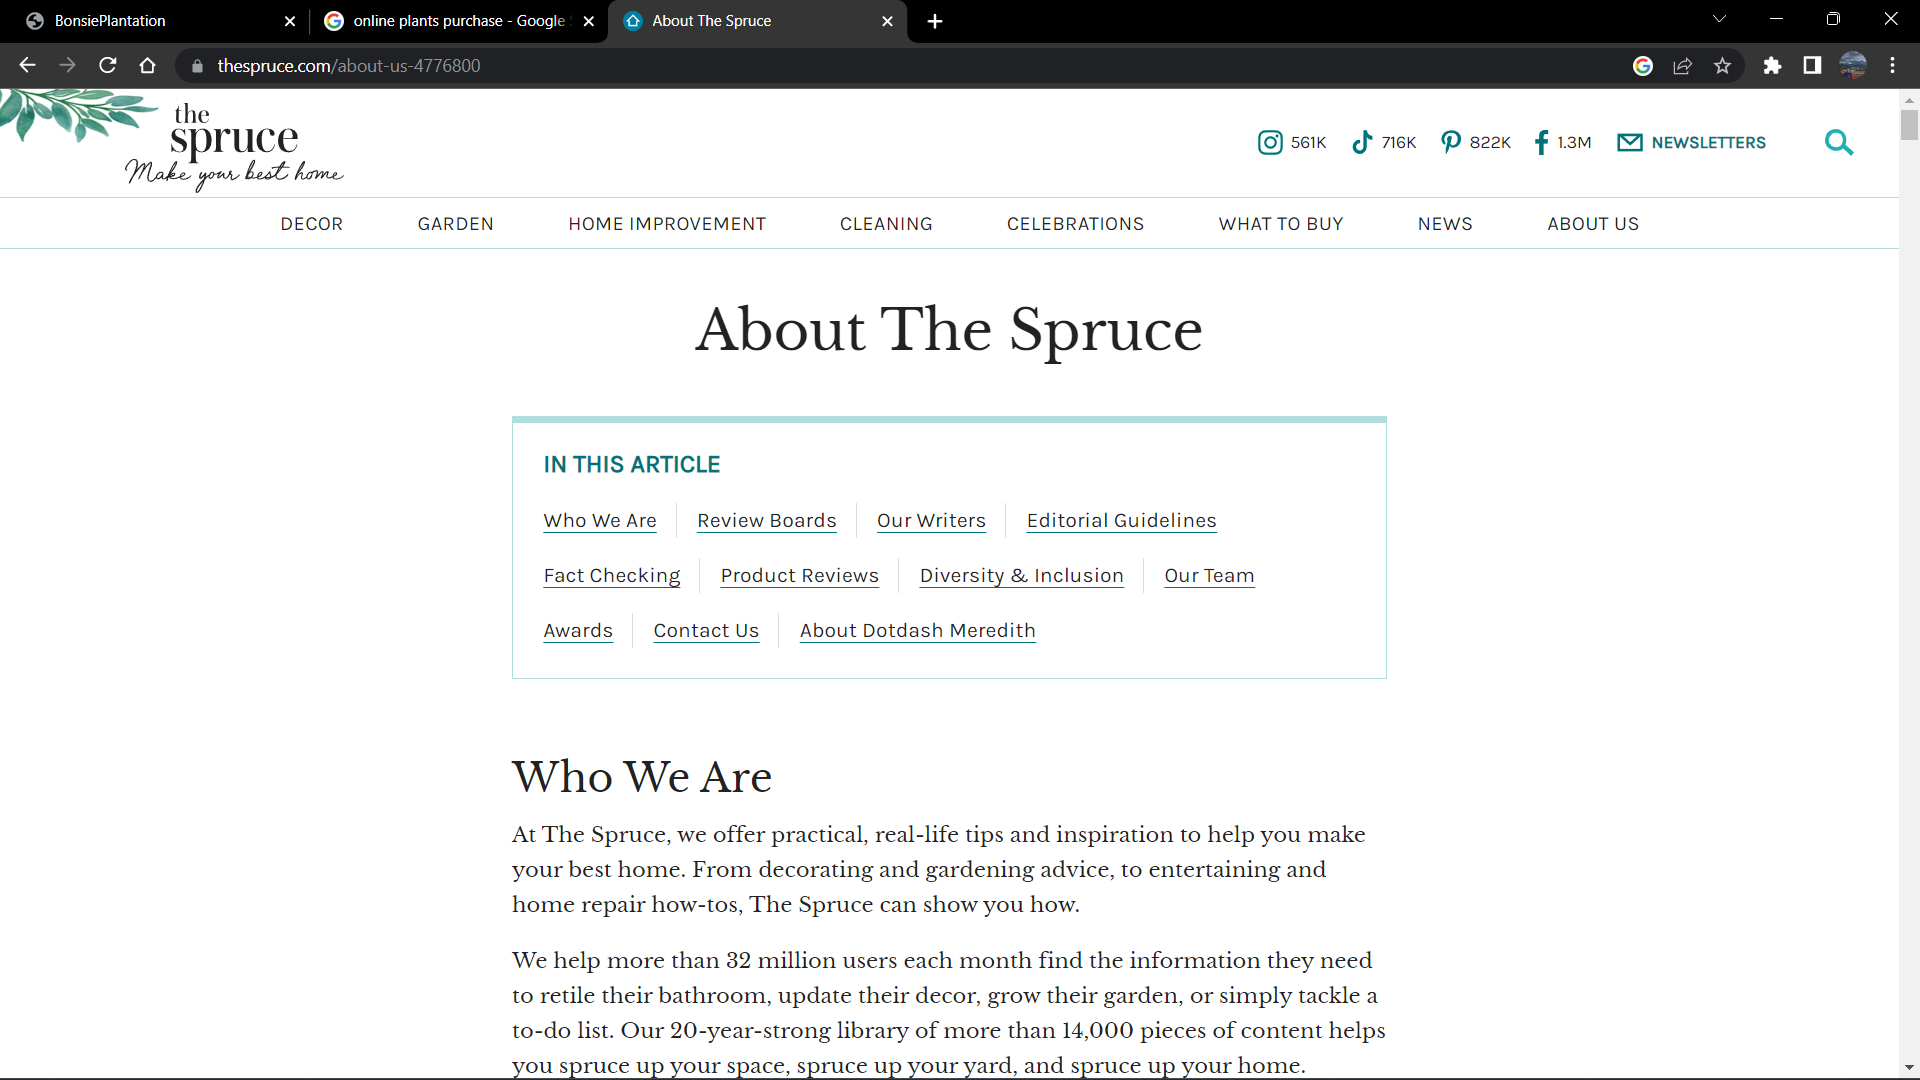 BonsiePlantation
online plants purchase - Google
About The Spruce
thespruce.com/about-us-4776800
the
spruce
Make your best home
561K
716K
822K
1.3M
NEWSLETTERS
DECOR
GARDEN
HOME IMPROVEMENT
CLEANING
CELEBRATIONS
WHAT TO BUY
NEWS
ABOUT US
About The Spruce
IN THIS ARTICLE
Who We Are
Review Boards
Our Writers
Editorial Guidelines
Fact Checking
Product Reviews
Diversity & Inclusion
Our Team
Awards
Contact Us
About Dotdash Meredith
Who We Are
At The Spruce, we offer practical, real-life tips and inspiration to help you make
your best home. From decorating and gardening advice, to entertaining and
home repair how-tos, The Spruce can show you how.
We help more than 32 million users each month find the information they need
to retile their bathroom, update their decor, grow their garden, or simply tackle a
to-do list. Our 20-year-strong library of more than 14,000 pieces of content helps
you spruce up your space, spruce up your yard, and spruce up your home.